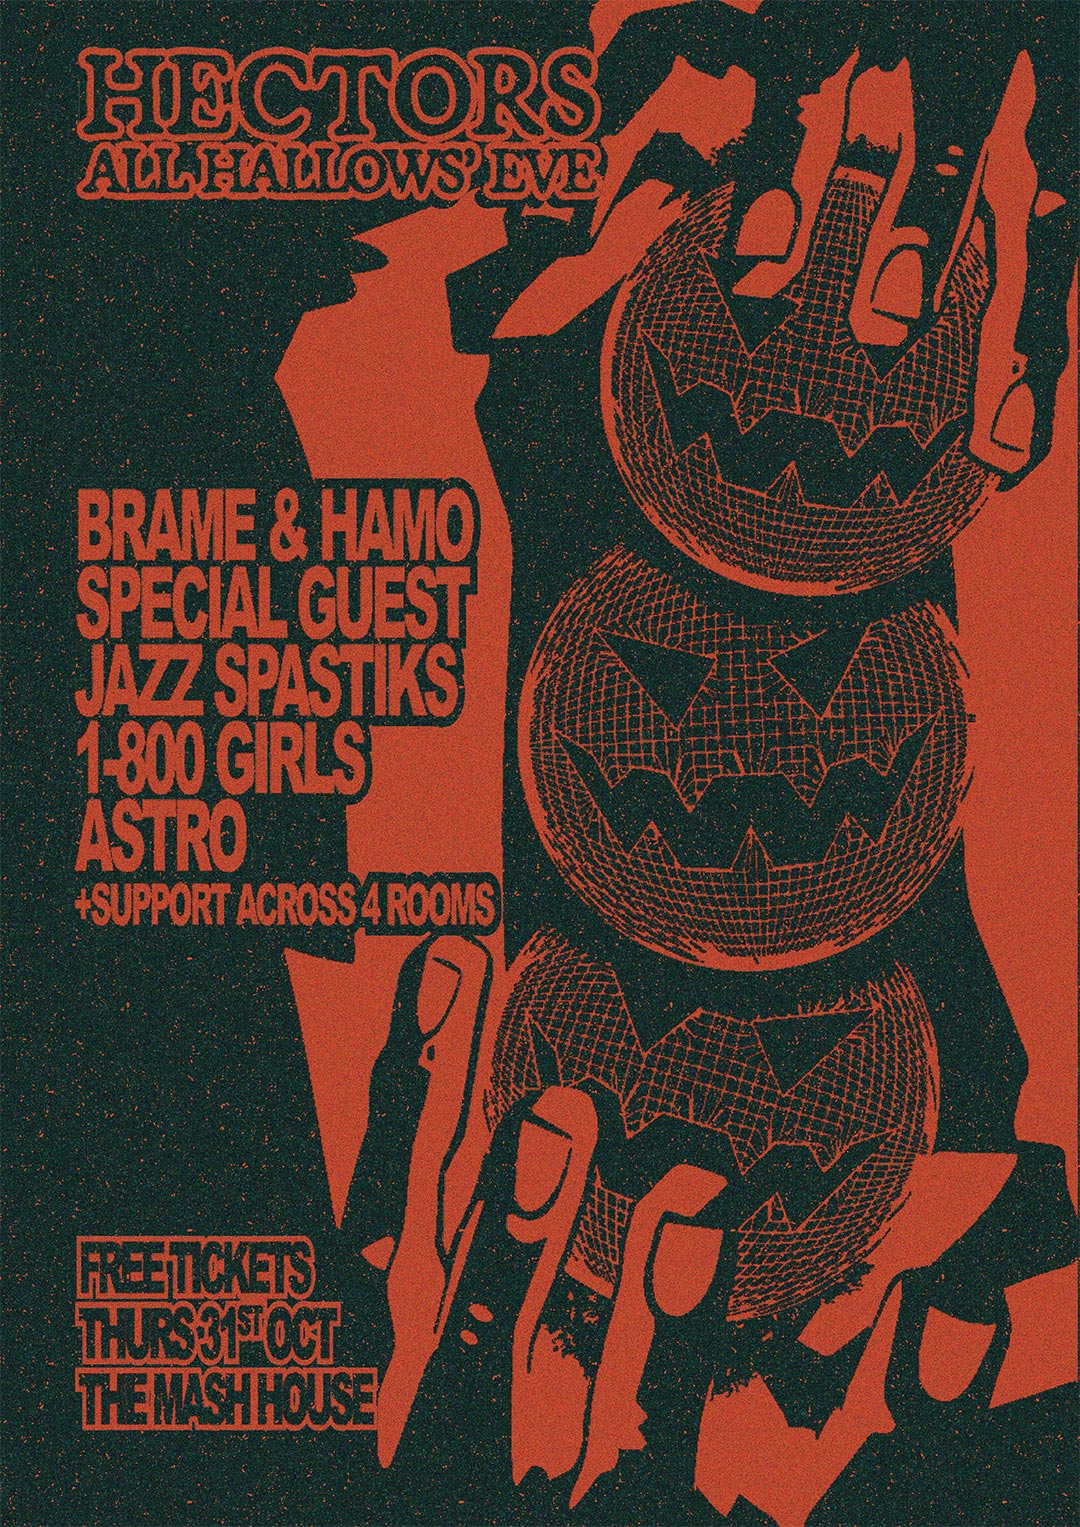 HECTORS
ALL HALLOWS' EVE
BRAME & HAMO
SPECIAL GUEST
JAZZ SPASTIKS
1-800 GIRLS
ASTRO
+SUPPORT ACROSS 4 ROOMS
FREE TICKETS
THURS 31ST OCT
THE MASH HOUSE